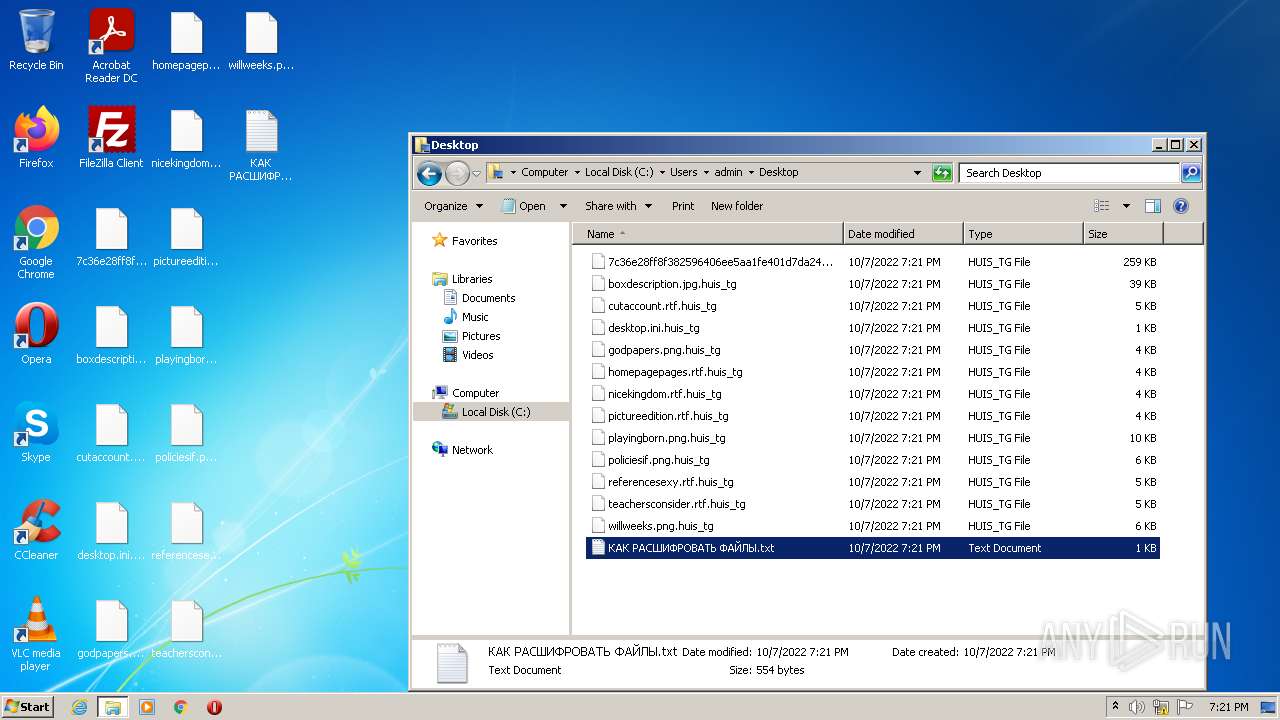 Recycle Bin
Acrobat Reader DC
homepagep...
willweeks.p...
Firefox
FileZilla Client
nicekingdom...
КАК РАСШИФР...
Google Chrome
7c36e28ff8f...
pictureediti...
Opera
boxdescripti...
playingbor...
Skype
cutaccount....
policiesif.p...
CCleaner
desktop.ini....
referencese...
VLC media player
godpapers....
teacherscon...
Desktop
Computer Local Disk (C:) Users admin Desktop
Search Desktop
Organize Open Share with Print New folder
Favorites
Libraries
Documents
Music
Pictures
Videos
Computer
Local Disk (C:)
Network
Name Date modified Type Size
7c36e28ff8f382596406ee5aa1fe401d7da24... 10/7/2022 7:21 PM HUIS_TG File 259 KB
boxdescription.jpg.huis_tg 10/7/2022 7:21 PM HUIS_TG File 39 KB
cutaccount.rtf.huis_tg 10/7/2022 7:21 PM HUIS_TG File 5 KB
desktop.ini.huis_tg 10/7/2022 7:21 PM HUIS_TG File 1 KB
godpapers.png.huis_tg 10/7/2022 7:21 PM HUIS_TG File 4 KB
homepagepages.rtf.huis_tg 10/7/2022 7:21 PM HUIS_TG File 4 KB
nicekingdom.rtf.huis_tg 10/7/2022 7:21 PM HUIS_TG File 4 KB
pictureedition.rtf.huis_tg 10/7/2022 7:21 PM HUIS_TG File 4 KB
playingborn.png.huis_tg 10/7/2022 7:21 PM HUIS_TG File KB
policiesif.png.huis_tg 10/7/2022 7:21 PM HUIS_TG File 6 KB
referencesexy.rtf.huis_tg 10/7/2022 7:21 PM HUIS_TG File 5 KB
teachersconsider.rtf.huis_tg 10/7/2022 7:21 PM HUIS_TG File 5 KB
willweeks.png.huis_tg 10/7/2022 7:21 PM HUIS_TG File 6 KB
КАК РАСШИФРОВАТЬ ФАЙЛЫ.txt 10/7/2022 7:21 PM Text Document 1 KB
КАК РАСШИФРОВАТЬ ФАЙЛЫ.txt Date modified: 10/7/2022 7:21 PM Date created: 10/7/2022 7:21 PM
Text Document Size: 554 bytes
ANY RUN
Start
7:21 PM